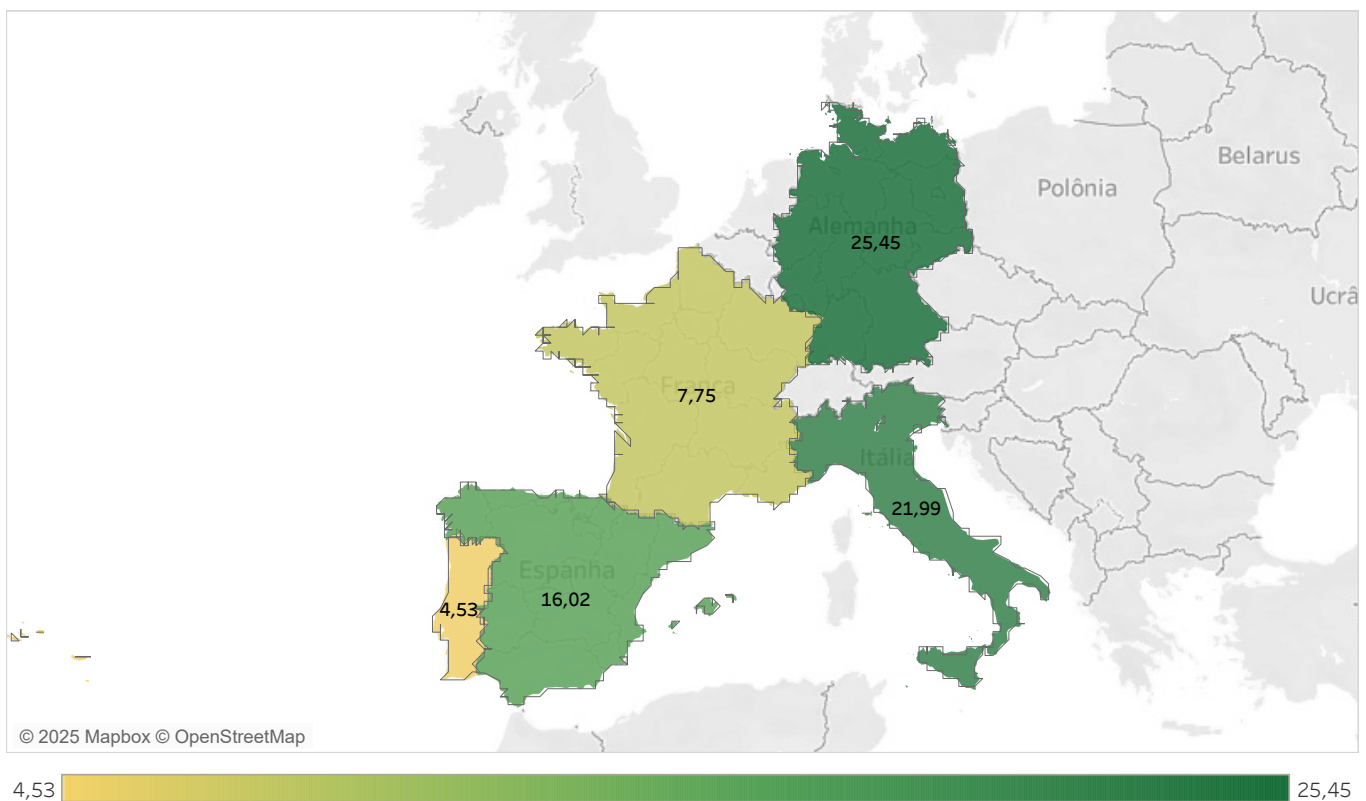 Belarus
Polônia
Alemanha
25,45
Ucrâ
França
7,75
Itália
21,99
Espanha
16,02
4,53
© 2025 Mapbox © OpenStreetMap
4,53
25,45